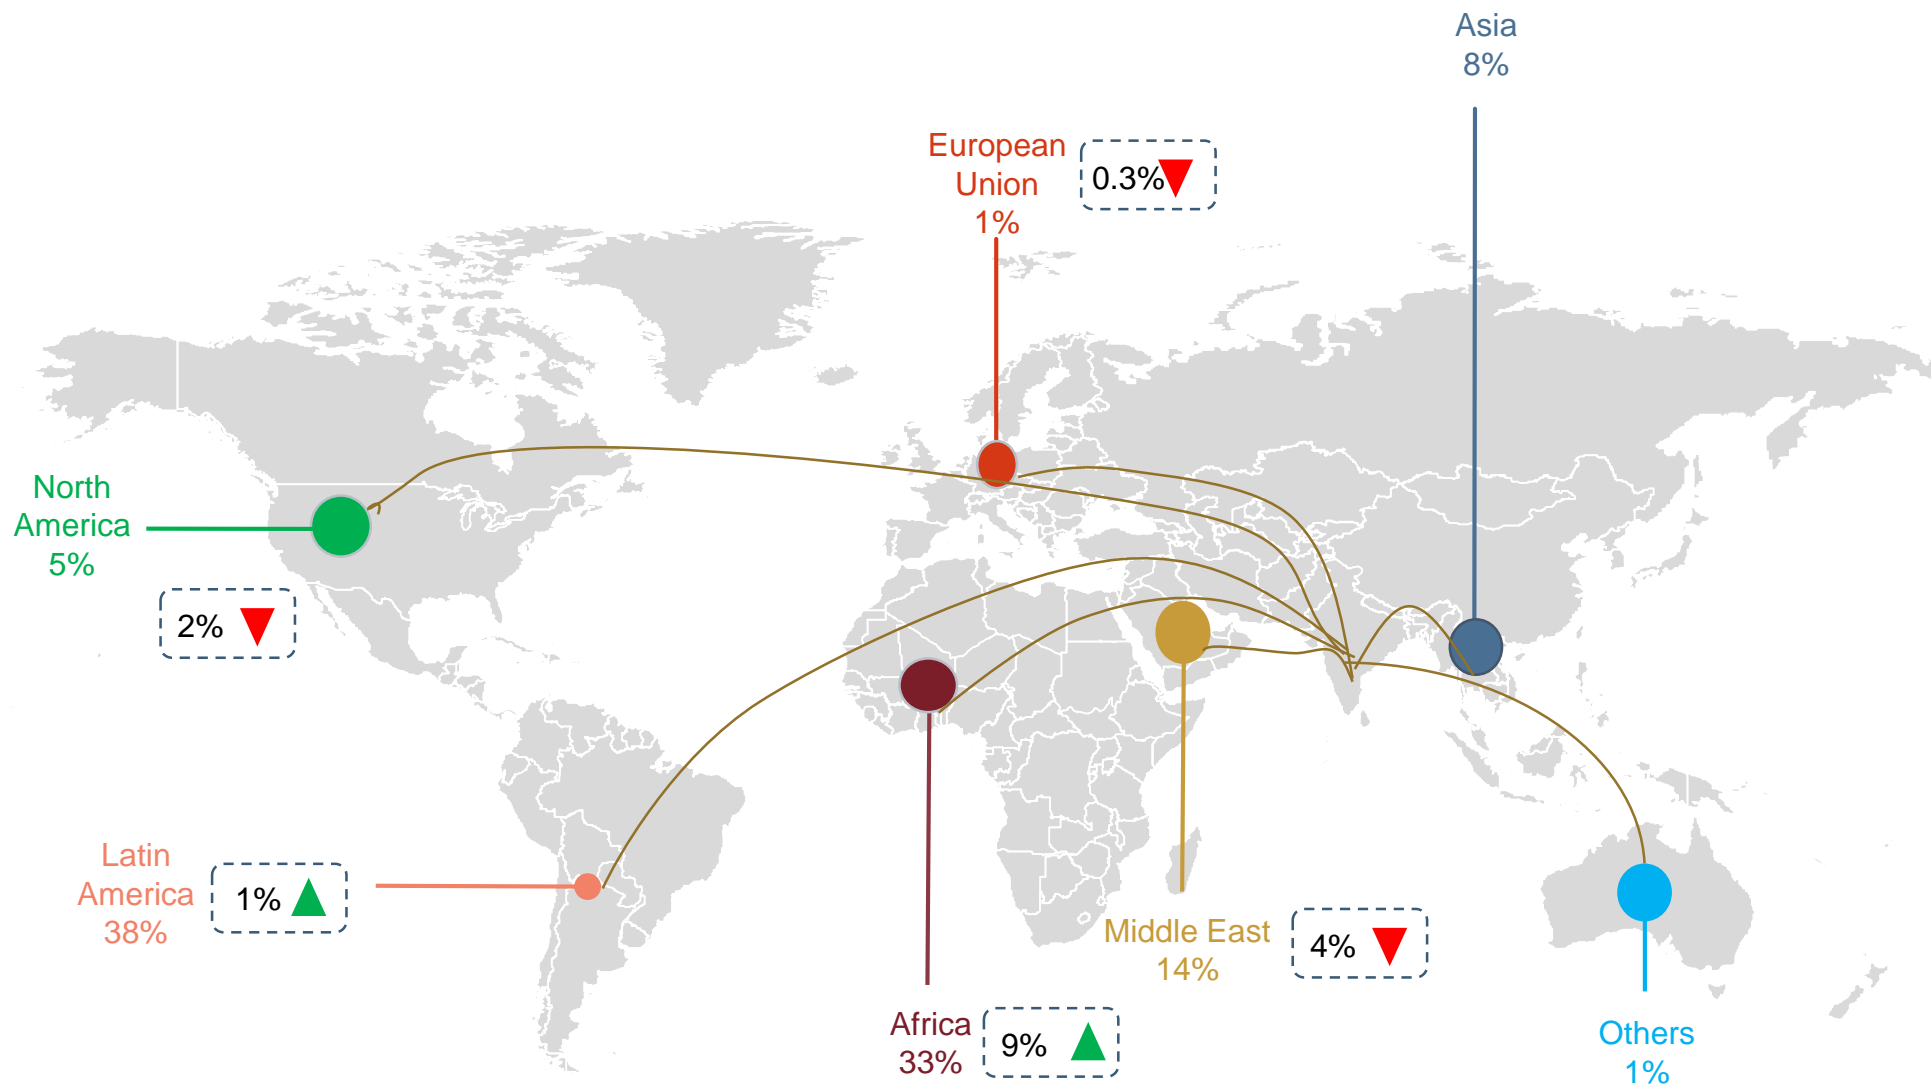 Asia
8%
European
Union
1%
0.3%
North
America
5%
2%
Latin
America
38%
1%
Middle East
14%
4%
Africa
33%
9%
Others
1%